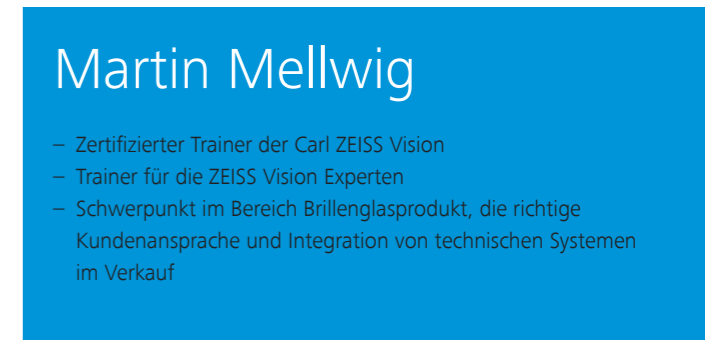 Martin Mellwig
– Zertifizierter Trainer der Carl ZEISS Vision
– Trainer für die ZEISS Vision Experten
– Schwerpunkt im Bereich Brillenglasprodukt, die richtige
Kundenansprache und Integration von technischen Systemen
im Verkauf